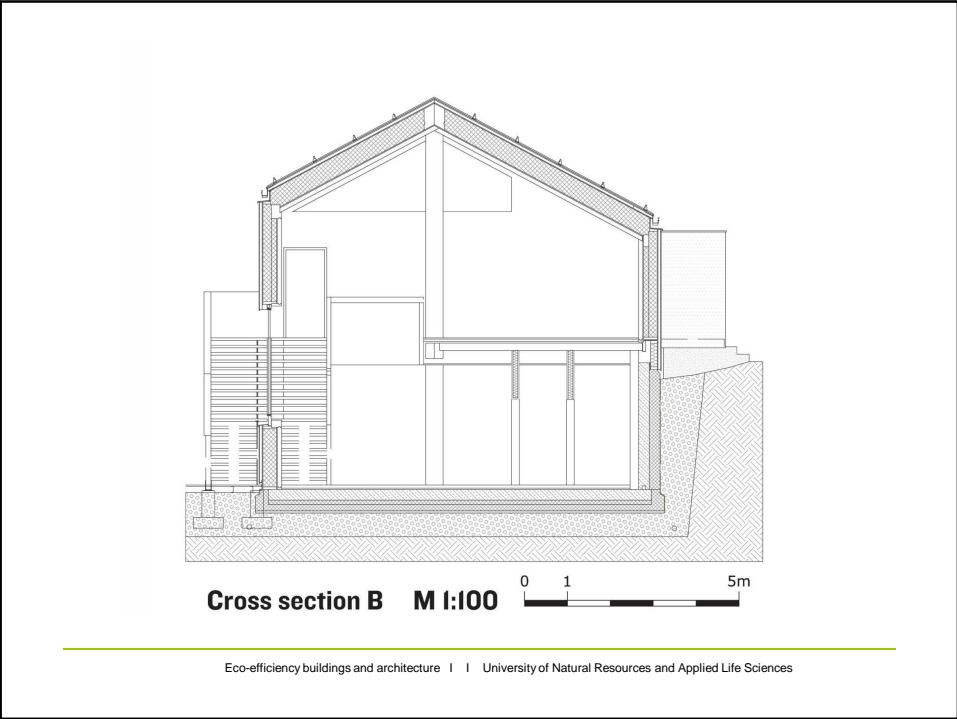 0 1 5m
Cross section B M 1:100
Eco-efficiency buildings and architecture I I University of Natural Resources and Applied Life Sciences